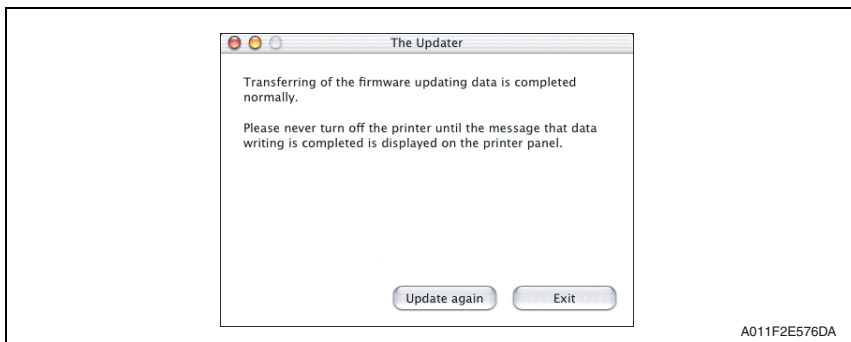 The Updater
Transferring of the firmware updating data is completed
normally.
Please never turn off the printer until the message that data
writing is completed is displayed on the printer panel.
Update again
Exit
A011F2E576DA